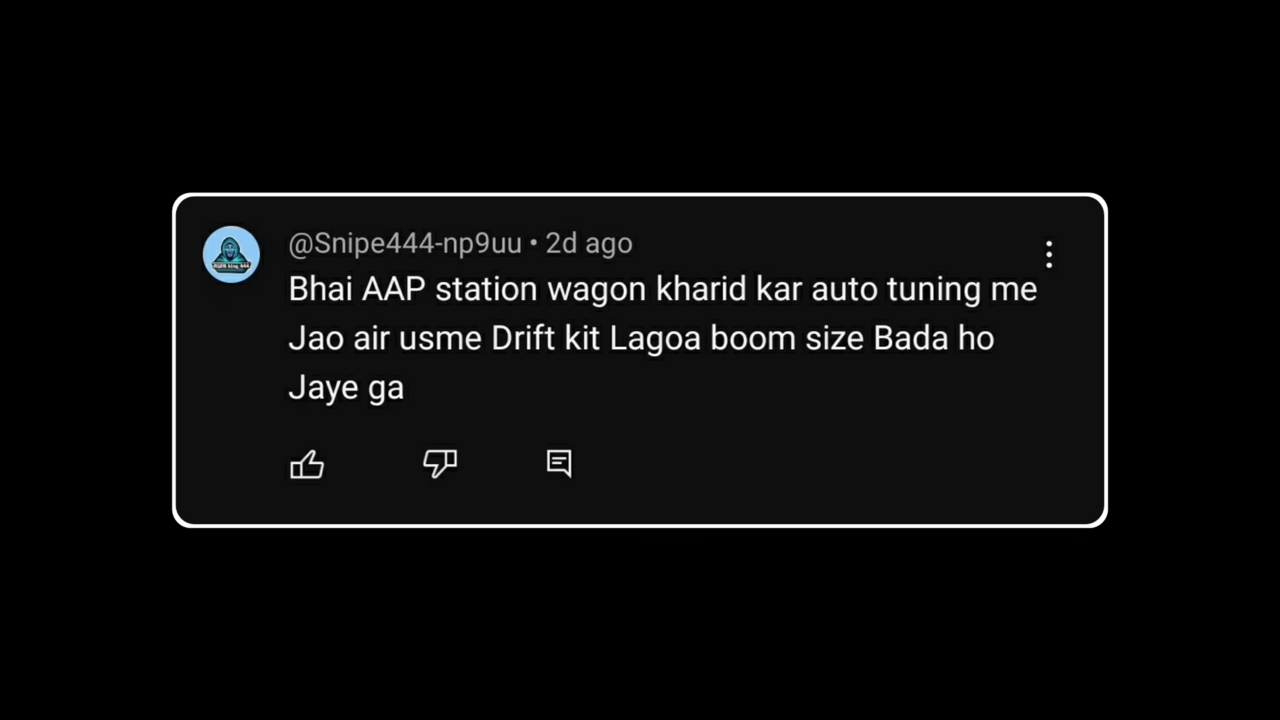 @Snipe444-np9uu • 2d ago
Bhai AAP station wagon kharid kar auto tuning me
Jao air usme Drift kit Lagoa boom size Bada ho
Jaye ga